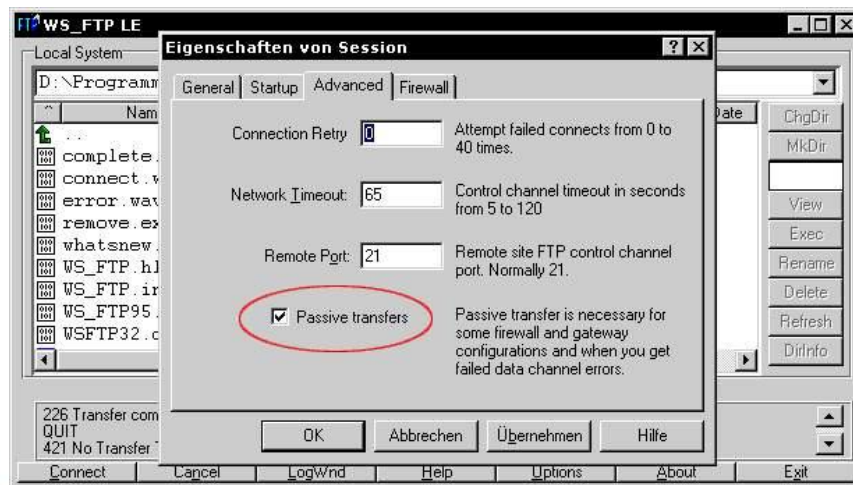 WS_FTP LE
Local System
D:\Programm
Nam
Date
..
complete.
connect.w
error.wav
remove.ex
whatsnew.
WS_FTP.hl
WS_FTP.in
WS_FTP95.
WSFTP32.d
ChgDir
MkDir
View
Exec
Rename
Delete
Refresh
DirInfo
Eigenschaften von Session
General Startup Advanced Firewall
Connection Retry 0 Attempt failed connects from 0 to
40 times.
Network Timeout: 65 Control channel timeout in seconds
from 5 to 120
Remote Port: 21 Remote site FTP control channel
port. Normally 21.
Passive transfers Passive transfer is necessary for
some firewall and gateway
configurations and when you get
failed data channel errors.
OK Abbrechen Übernehmen Hilfe
226 Transfer com
QUIT
421 No Transfer
Connect Cancel LogWnd Help Options About Exit